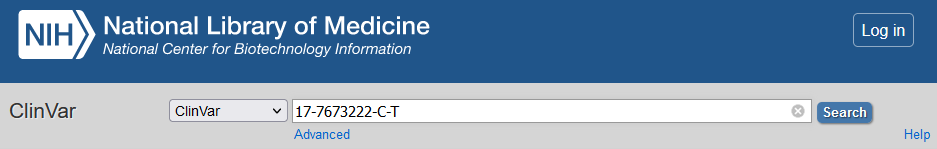 NIH National Library of Medicine
National Center for Biotechnology Information
Log in
ClinVar ClinVar 17-7673222-C-T Search
Advanced Help